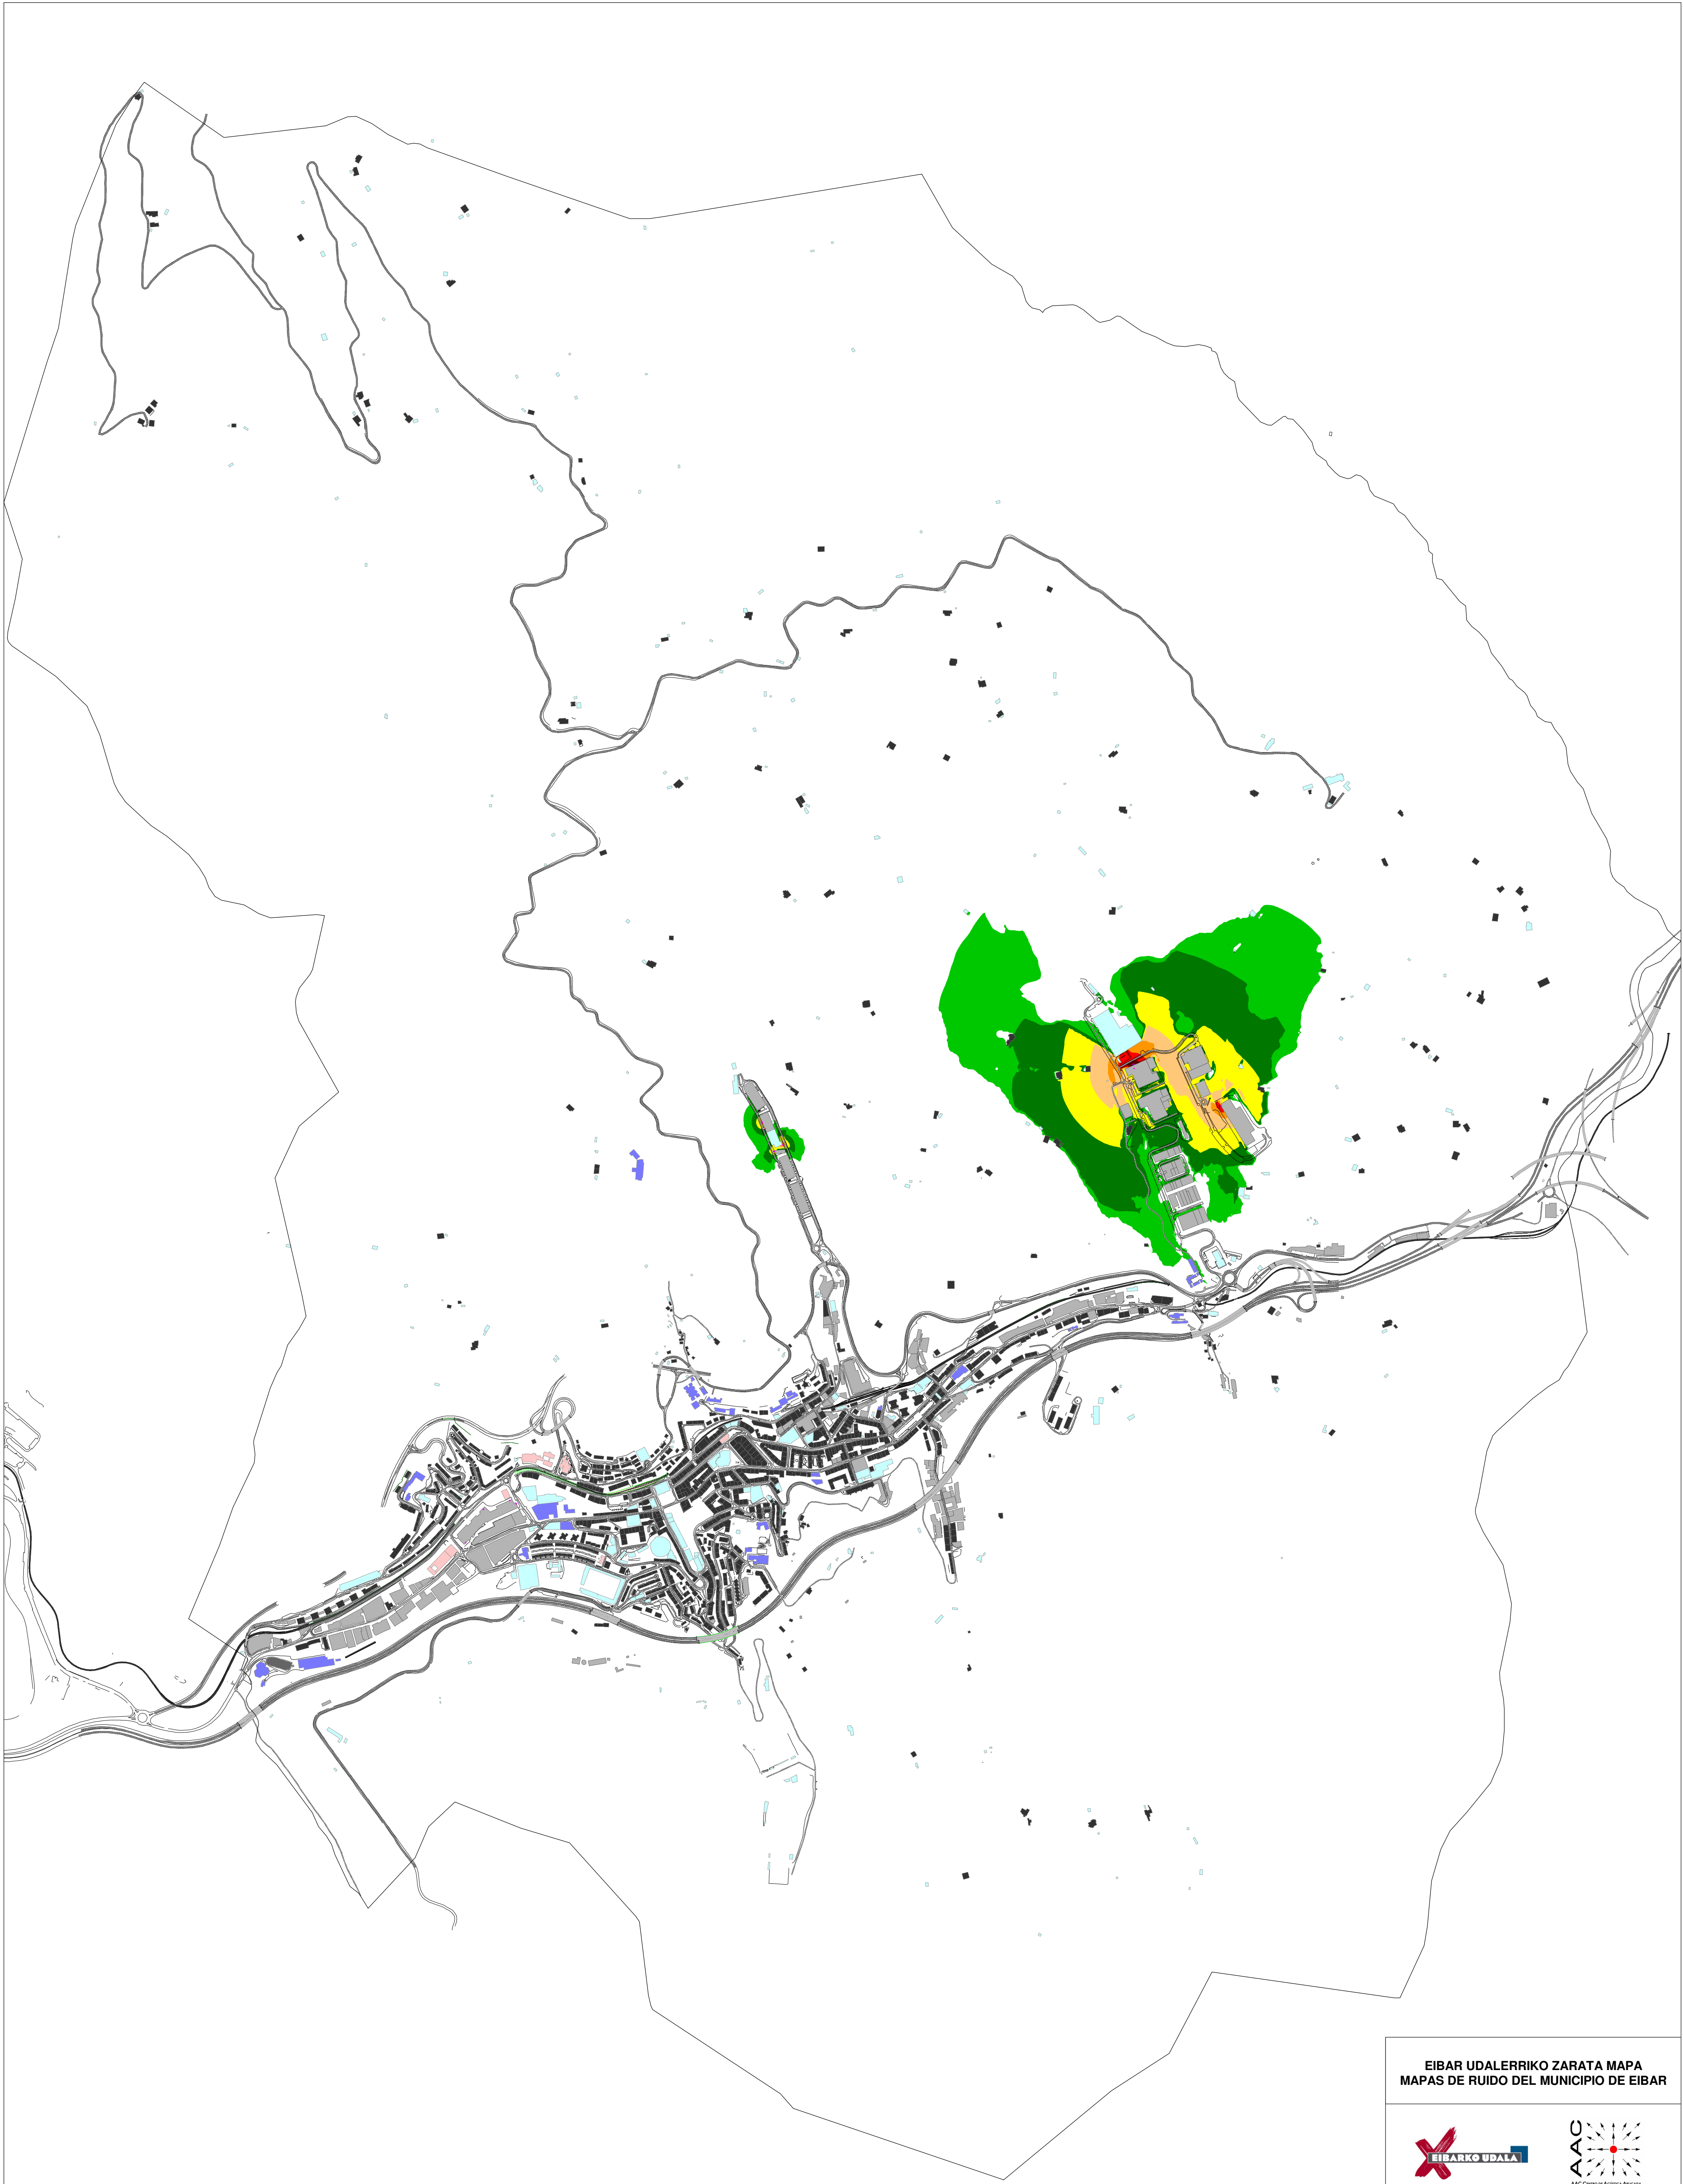 EIBAR UDALERRIKO ZARATA MAPA
MAPAS DE RUIDO DEL MUNICIPIO DE EIBAR
EIBARKO UDALA
AAC